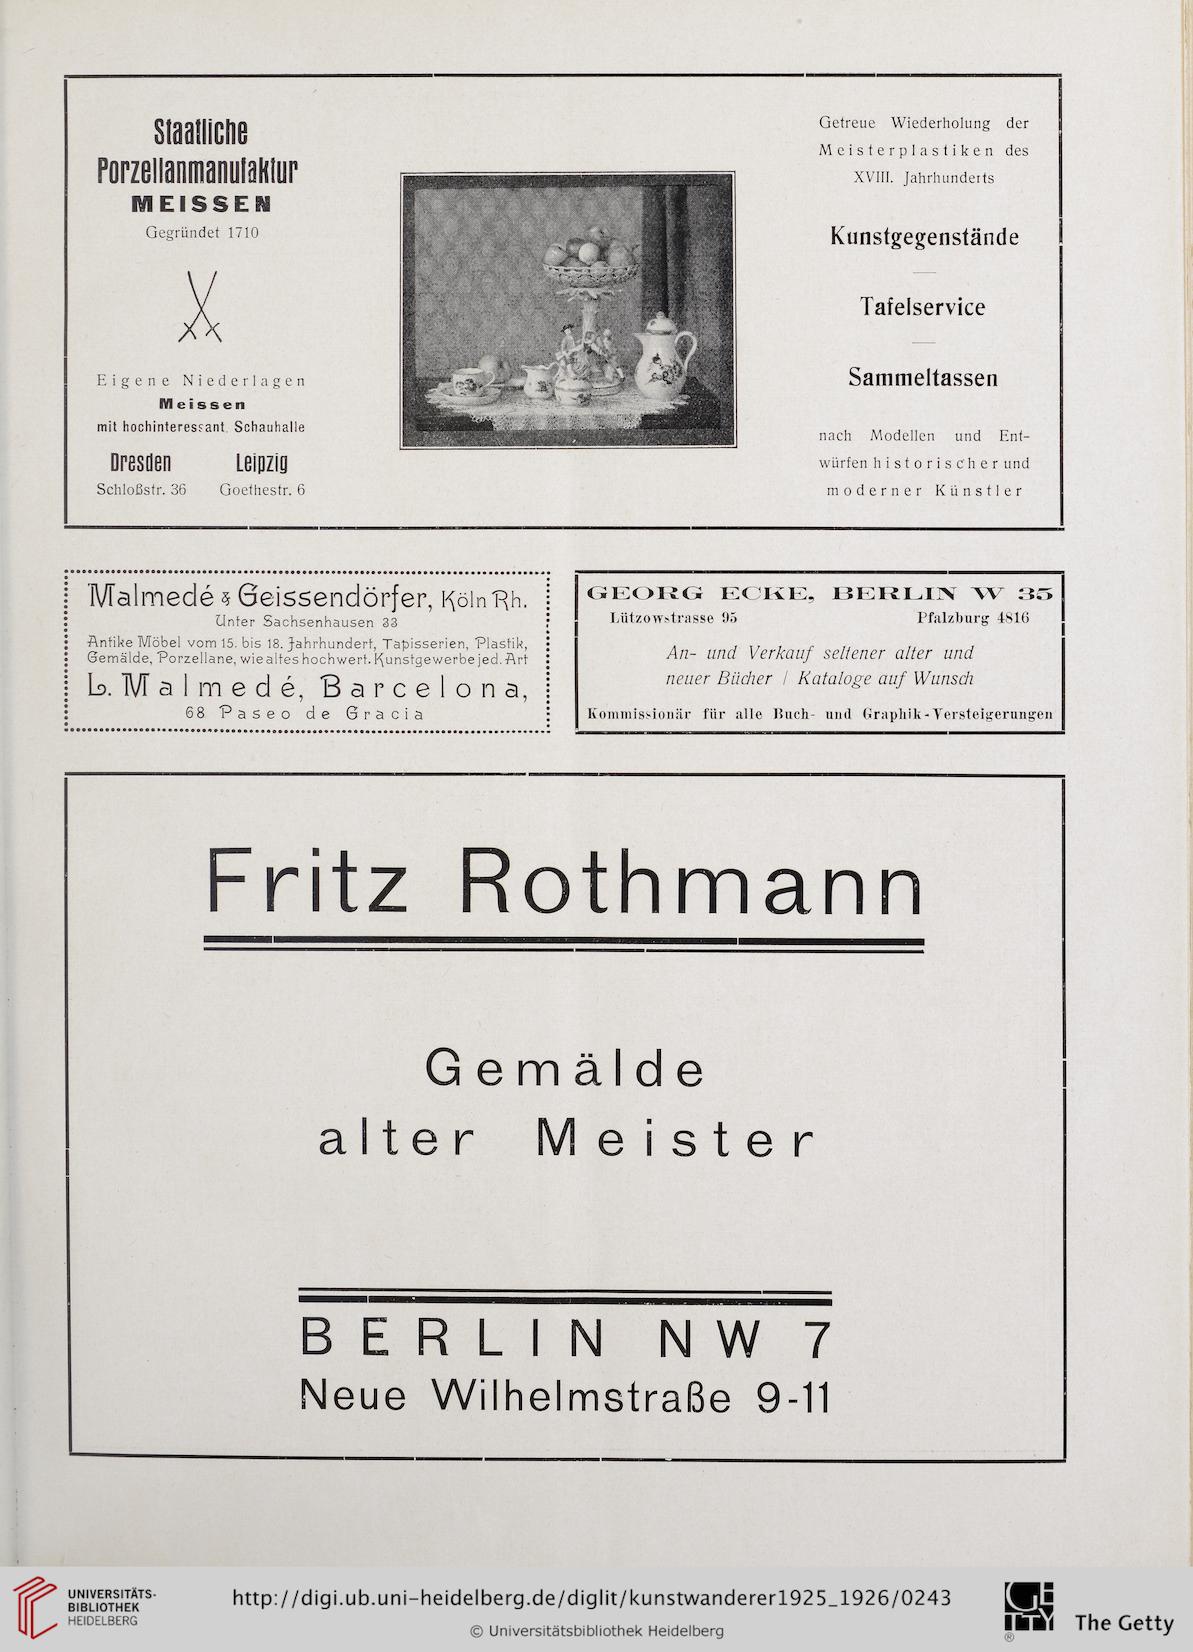 Staatliche
Porzellanmanufaktur
MEISSEN
Gegründet 1710
Eigene Niederlagen
Meissen
mit hochinteressant. Schauhalle
Dresden Leipzig
Schloßstr. 36 Goethestr. 6
Getreue Wiederholung der
Meisterplastiken des
XVIII. Jahrhunderts
Kunstgegenstände
Tafelservice
Sammeltassen
nach Modellen und Ent-
würfen historischer und
moderner Künstler
Malmedé & Geissendörfer, Köln Rh.
Unter Sachsenhausen 33
Antike Möbel vom 15. bis 18. Jahrhundert, Tapisserien, Plastik,
Gemälde, Porzellane, wie altes hochwert. Kunstgewerbe jed. Art
L. Malmedé, Barcelona,
68 Paseo de Gracia
GEORG ECKE, BERLIN W 35
Lützowstrasse 95 Pfalzburg 4816
An- und Verkauf seltener alter und
neuer Bücher / Kataloge auf Wunsch
Kommissionär für alle Buch- und Graphik-Versteigerungen
Fritz Rothmann
Gemälde
alter Meister
BERLIN NW 7
Neue Wilhelmstraße 9-11
UNIVERSITÄTS-
BIBLIOTHEK
HEIDELBERG
http://digi.ub.uni-heidelberg.de/diglit/kunstwanderer1925_1926/0243
© Universitätsbibliothek Heidelberg
GE
TTY
®
The Getty